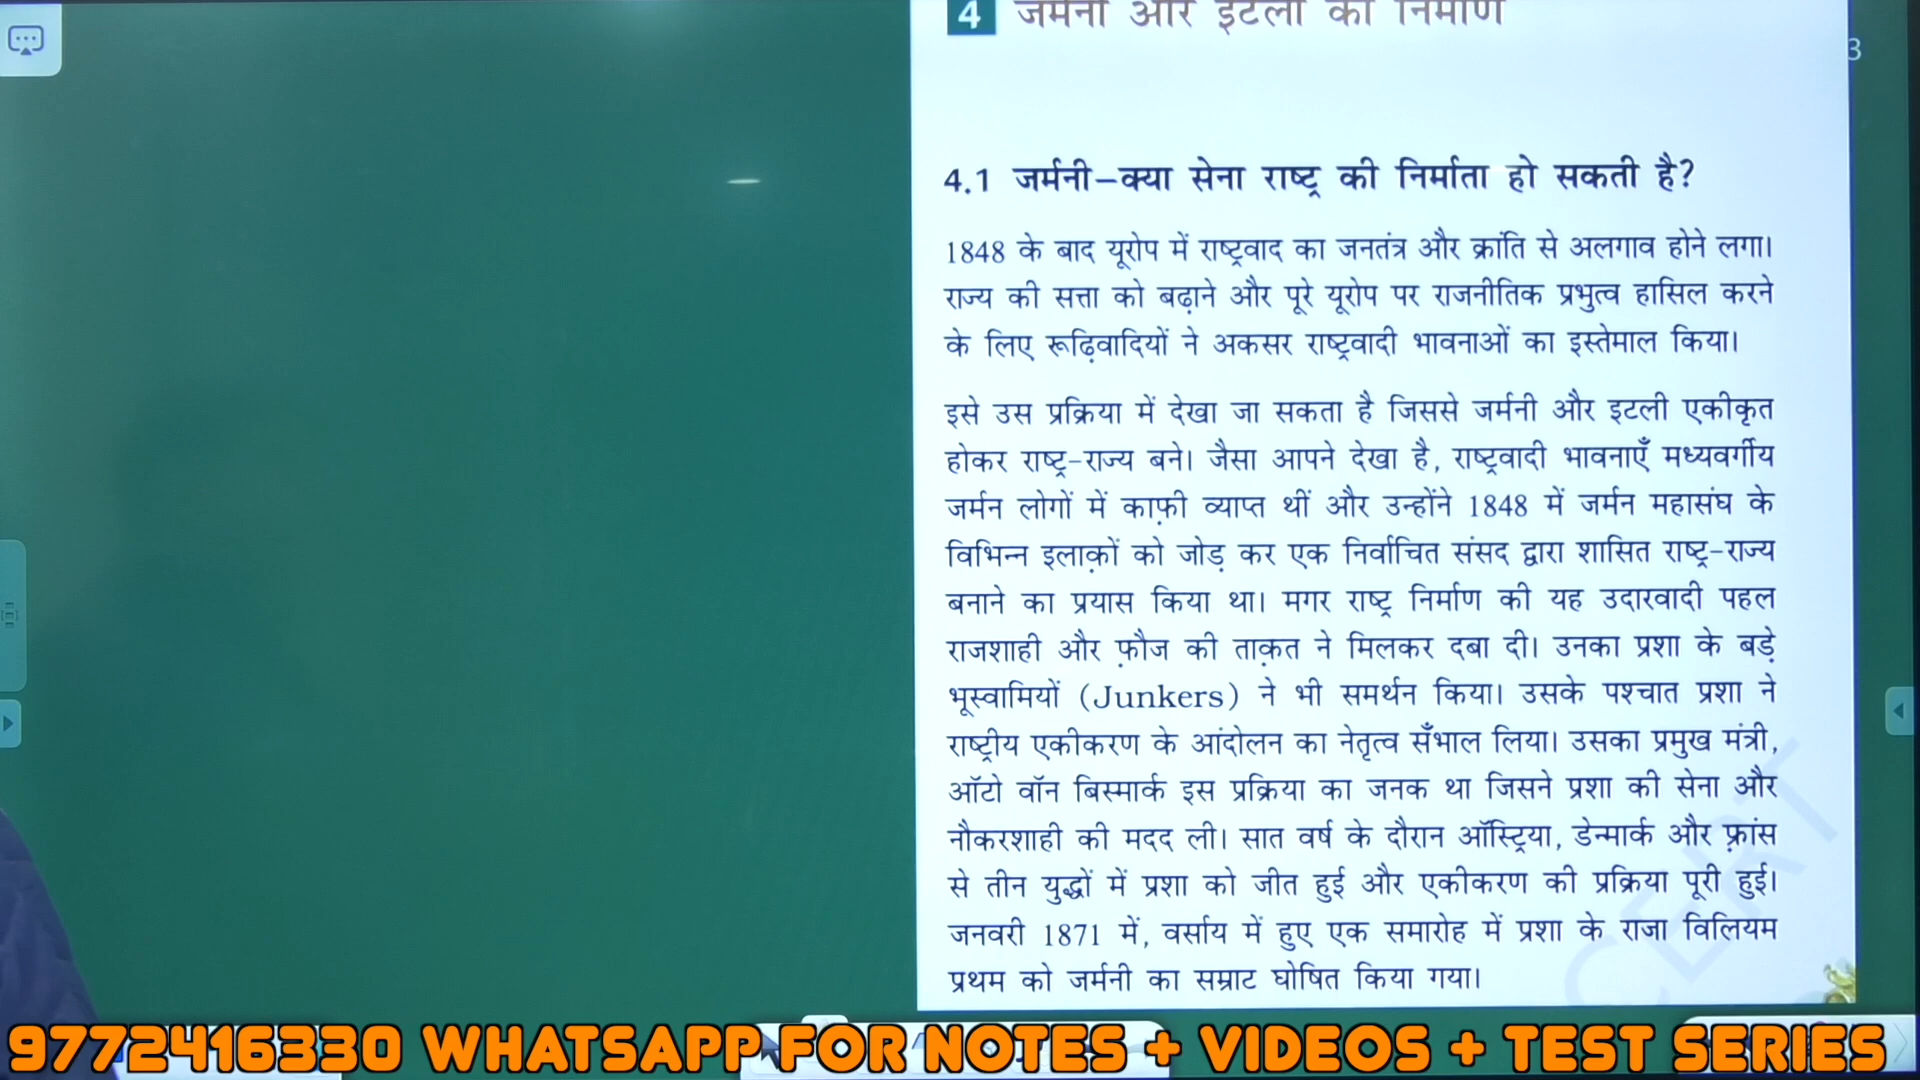 4 जर्मनी और इटली का निर्माण
3
4.1 जर्मनी–क्या सेना राष्ट्र की निर्माता हो सकती है?
1848 के बाद यूरोप में राष्ट्रवाद का जनतंत्र और क्रांति से अलगाव होने लगा।
राज्य की सत्ता को बढ़ाने और पूरे यूरोप पर राजनीतिक प्रभुत्व हासिल करने
के लिए रूढ़िवादियों ने अकसर राष्ट्रवादी भावनाओं का इस्तेमाल किया।
इसे उस प्रक्रिया में देखा जा सकता है जिससे जर्मनी और इटली एकीकृत
होकर राष्ट्र-राज्य बने। जैसा आपने देखा है, राष्ट्रवादी भावनाएँ मध्यवर्गीय
जर्मन लोगों में काफ़ी व्याप्त थीं और उन्होंने 1848 में जर्मन महासंघ के
विभिन्न इलाक़ों को जोड़ कर एक निर्वाचित संसद द्वारा शासित राष्ट्र-राज्य
बनाने का प्रयास किया था। मगर राष्ट्र निर्माण की यह उदारवादी पहल
राजशाही और फ़ौज की ताक़त ने मिलकर दबा दी। उनका प्रशा के बड़े
भूस्वामियों (Junkers) ने भी समर्थन किया। उसके पश्चात प्रशा ने
राष्ट्रीय एकीकरण के आंदोलन का नेतृत्व सँभाल लिया। उसका प्रमुख मंत्री,
ऑटो वॉन बिस्मार्क इस प्रक्रिया का जनक था जिसने प्रशा की सेना और
नौकरशाही की मदद ली। सात वर्ष के दौरान ऑस्ट्रिया, डेन्मार्क और फ़्रांस
से तीन युद्धों में प्रशा को जीत हुई और एकीकरण की प्रक्रिया पूरी हुई।
जनवरी 1871 में, वर्साय में हुए एक समारोह में प्रशा के राजा विलियम
प्रथम को जर्मनी का सम्राट घोषित किया गया।
CERT
9772416330 WHATSAPP FOR NOTES + VIDEOS + TEST SERIES